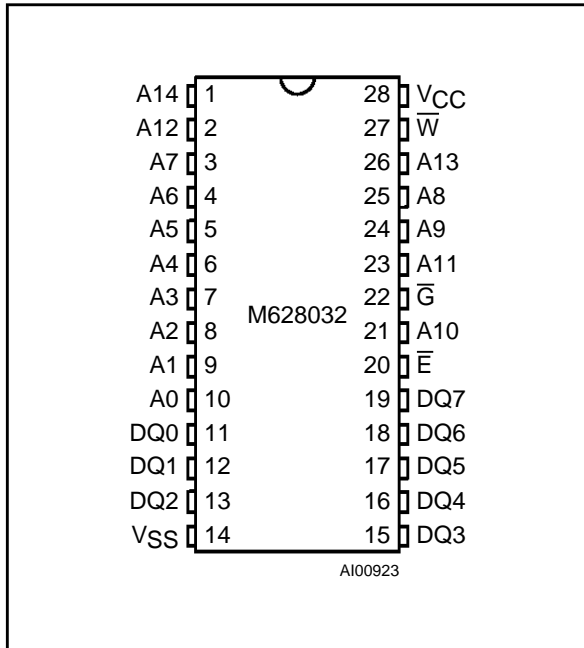 A14 1 28 VCC
A12 2 27 W̅
A7 3 26 A13
A6 4 25 A8
A5 5 24 A9
A4 6 23 A11
A3 7 22 G̅
M628032
A2 8 21 A10
A1 9 20 E̅
A0 10 19 DQ7
DQ0 11 18 DQ6
DQ1 12 17 DQ5
DQ2 13 16 DQ4
VSS 14 15 DQ3
AI00923